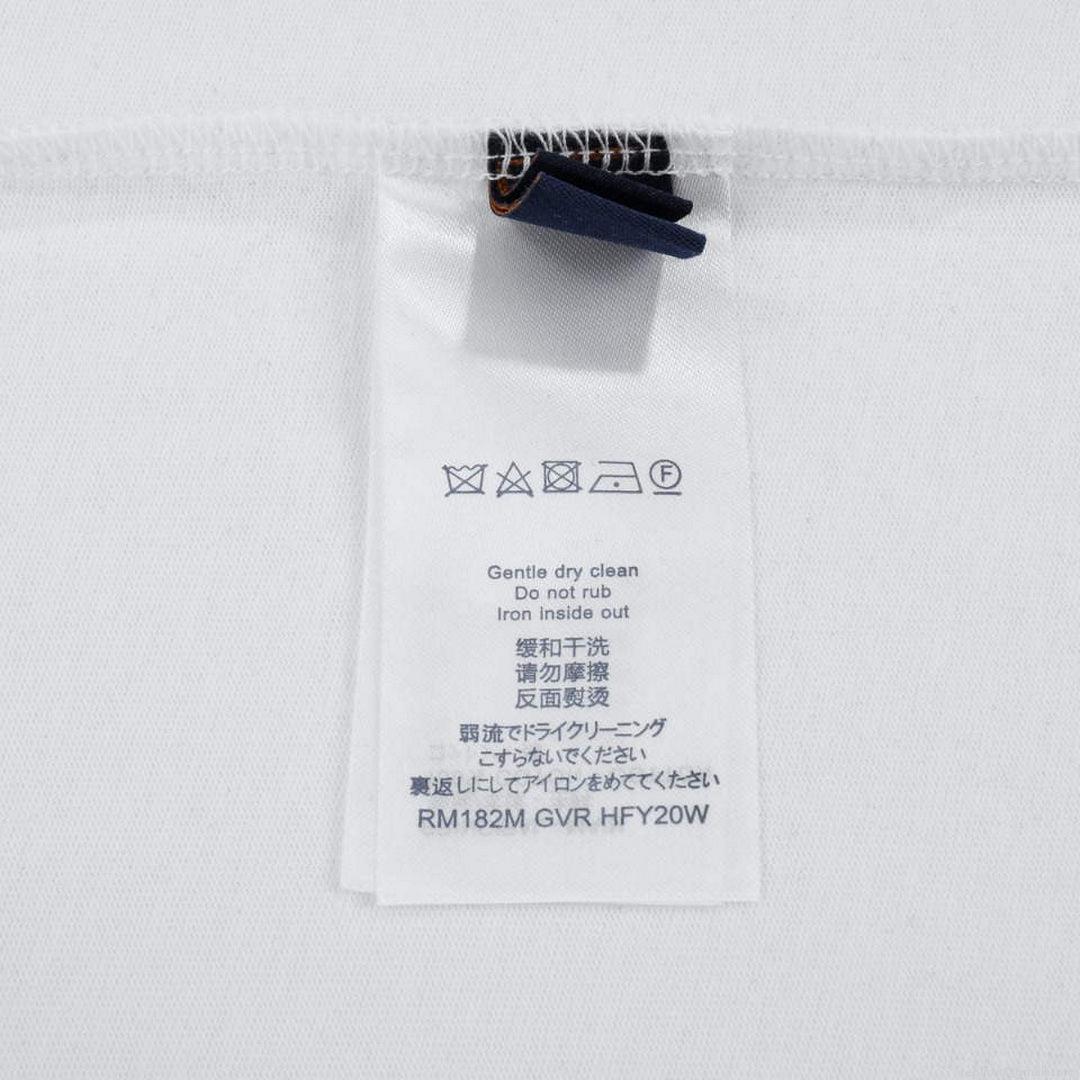 F
Gentle dry clean
Do not rub
Iron inside out
缓和干洗
请勿摩擦
反面熨烫
弱流でドライクリーニング
こすらないでください
裏返しにしてアイロンをめててください
RM182M GVR HFY20W